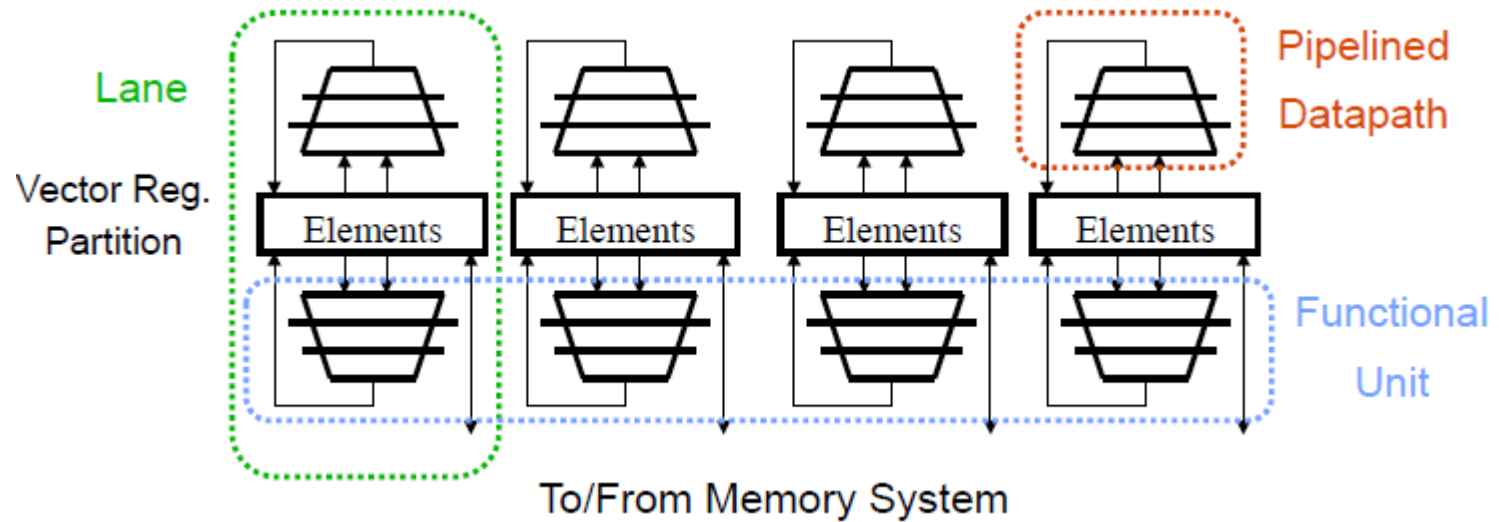 Lane
Pipelined
Datapath
Vector Reg.
Partition
Elements
Elements
Elements
Elements
Functional
Unit
To/From Memory System